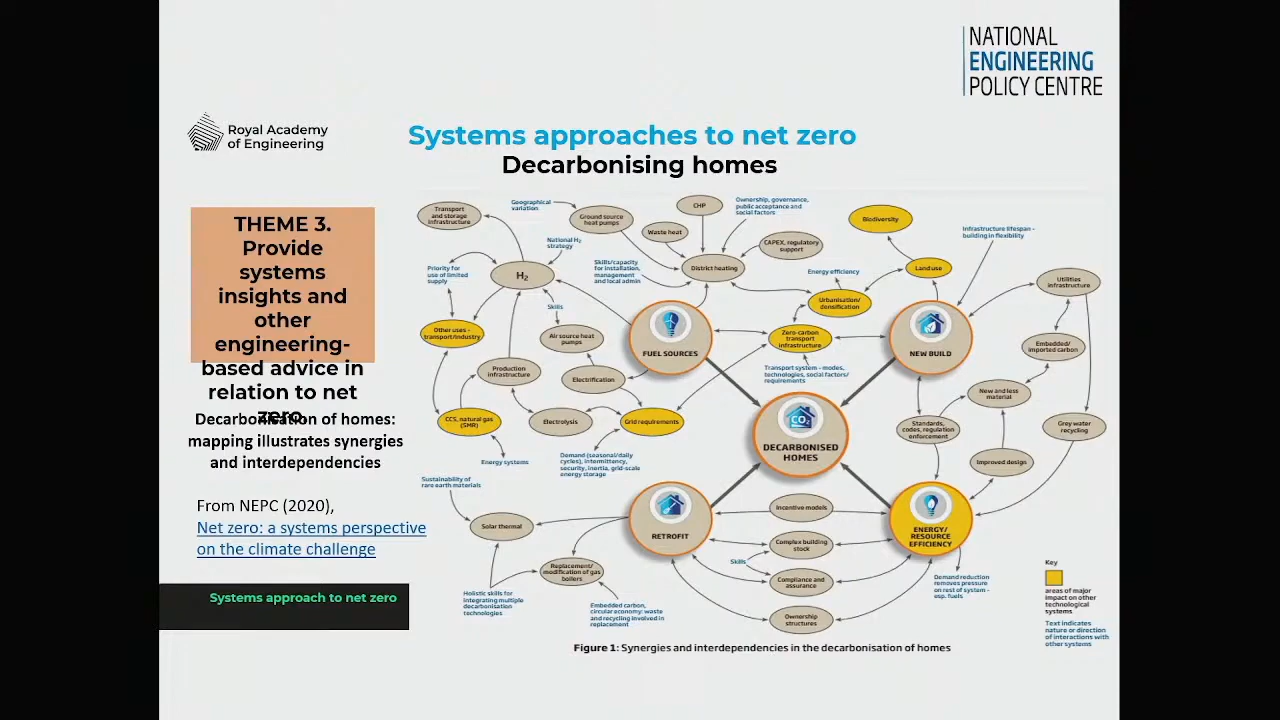 NATIONAL
ENGINEERING
POLICY CENTRE
Royal Academy
of Engineering
Systems approaches to net zero
Decarbonising homes
THEME 3.
Provide
systems
insights and
other
engineering-
based advice in
relation to net
zero.
Decarbonisation of homes:
mapping illustrates synergies
and interdependencies
From NEPC (2020),
Net zero: a systems perspective
on the climate challenge
Systems approach to net zero
Transport
and storage
infrastructure
Geographical
variation
Ground source
heat pumps
CHP
Ownership, governance,
public acceptance and
social factors
Biodiversity
Infrastructure lifespan –
building in flexibility
Waste heat
National H₂
strategy
CAPEX, regulatory
support
Priority for
use of limited
supply
H₂
Skills/capacity
for installation,
management
and local admin
District heating
Energy efficiency
Land use
Utilities
infrastructure
Skills
Urbanisation/
densification
Other uses –
transport/industry
Air source heat
pumps
FUEL SOURCES
Zero-carbon
transport
infrastructure
NEW BUILD
Embedded/
imported carbon
Production
infrastructure
Electrification
Transport system – modes,
technologies, social factors/
requirements
New and less
material
CCS, natural gas
(SMR)
Electrolysis
Grid requirements
CO₂
DECARBONISED
HOMES
Standards,
codes, regulation
enforcement
Grey water
recycling
Energy systems
Demand (seasonal/daily
cycles), intermittency,
security, inertia, grid-scale
energy storage
Improved design
Sustainability of
rare earth materials
Solar thermal
RETROFIT
Incentive models
ENERGY/
RESOURCE
EFFICIENCY
Complex building
stock
Skills
Replacement/
modification of gas
boilers
Compliance and
assurance
Holistic skills for
integrating multiple
decarbonisation
technologies
Embedded carbon,
circular economy: waste
and recycling involved in
replacement
Ownership
structures
Demand reduction
removes pressure
on rest of system –
esp. fuels
Key
areas of major
impact on other
technological
systems
Text indicates
nature or direction
of interactions with
other systems
Figure 1: Synergies and interdependencies in the decarbonisation of homes